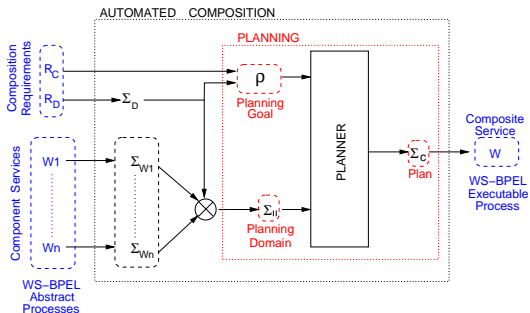 AUTOMATED COMPOSITION
PLANNING
Composition
Requirements
R_C
R_D
Σ_D
ρ
Planning
Goal
PLANNER
Component Services
W1
Wn
Σ_W1
Σ_Wn
Σ_||
Planning
Domain
Σ_C
Plan
Composite
Service
W
WS-BPEL
Executable
Process
WS-BPEL
Abstract
Processes